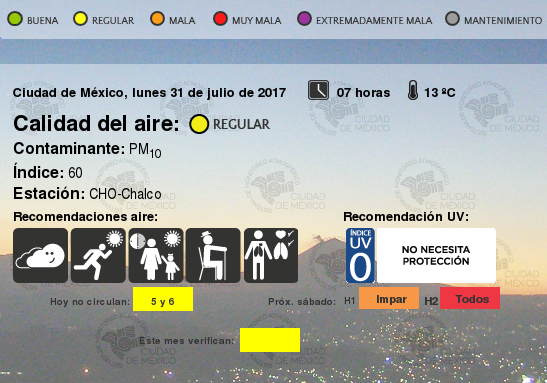 BUENA REGULAR MALA MUY MALA EXTREMADAMENTE MALA MANTENIMIENTO
Ciudad de México, lunes 31 de julio de 2017 07 horas 13 ºC
Calidad del aire: REGULAR
Contaminante: PM10
Índice: 60
Estación: CHO-Chalco
Recomendaciones aire: Recomendación UV:
ÍNDICE
UV
0
NO NECESITA
PROTECCIÓN
Hoy no circulan: 5 y 6 Próx. sábado: H1 Impar H2 Todos
Este mes verifican:
CIUDAD
DE MÉXICO